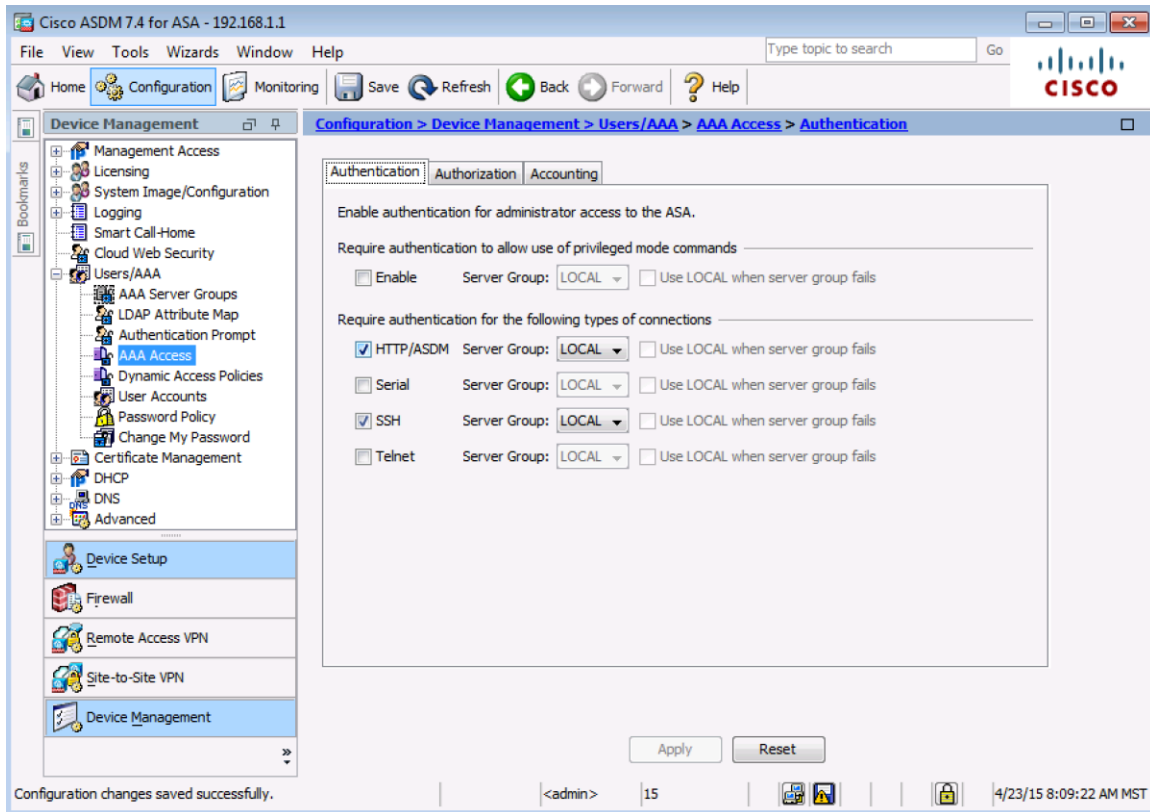 Cisco ASDM 7.4 for ASA - 192.168.1.1
File View Tools Wizards Window Help
Type topic to search Go
Home Configuration Monitoring Save Refresh Back Forward Help
CISCO
Bookmarks
Device Management
Configuration > Device Management > Users/AAA > AAA Access > Authentication
Management Access
Licensing
System Image/Configuration
Logging
Smart Call-Home
Cloud Web Security
Users/AAA
AAA Server Groups
LDAP Attribute Map
Authentication Prompt
AAA Access
Dynamic Access Policies
User Accounts
Password Policy
Change My Password
Certificate Management
DHCP
DNS
Advanced
Device Setup
Firewall
Remote Access VPN
Site-to-Site VPN
Device Management
Authentication Authorization Accounting
Enable authentication for administrator access to the ASA.
Require authentication to allow use of privileged mode commands
Enable Server Group: LOCAL Use LOCAL when server group fails
Require authentication for the following types of connections
HTTP/ASDM Server Group: LOCAL Use LOCAL when server group fails
Serial Server Group: LOCAL Use LOCAL when server group fails
SSH Server Group: LOCAL Use LOCAL when server group fails
Telnet Server Group: LOCAL Use LOCAL when server group fails
Apply Reset
Configuration changes saved successfully. <admin> 15 4/23/15 8:09:22 AM MST